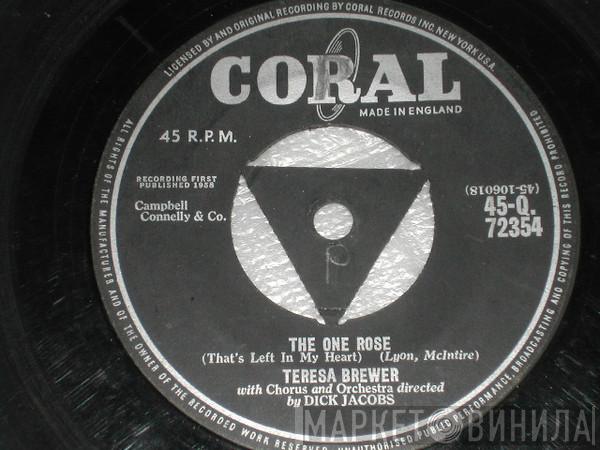 LICENSED BY AND ORIGINAL RECORDING BY CORAL RECORDS INC. NEW YORK U.S.A.
CORAL
MADE IN ENGLAND
45 R.P.M.
RECORDING FIRST
PUBLISHED 1958
Campbell
Connelly & Co.
(45-106018)
45-Q.
72354
P
THE ONE ROSE
(That's Left In My Heart) (Lyon, McIntire)
TERESA BREWER
with Chorus and Orchestra directed
by DICK JACOBS
ALL RIGHTS OF THE MANUFACTURER AND OF THE OWNER OF THE RECORDED WORK RESERVED. UNAUTHORISED PUBLIC PERFORMANCE, BROADCASTING AND COPYING OF THIS RECORD PROHIBITED
МАРКЕТ ВИНИЛА